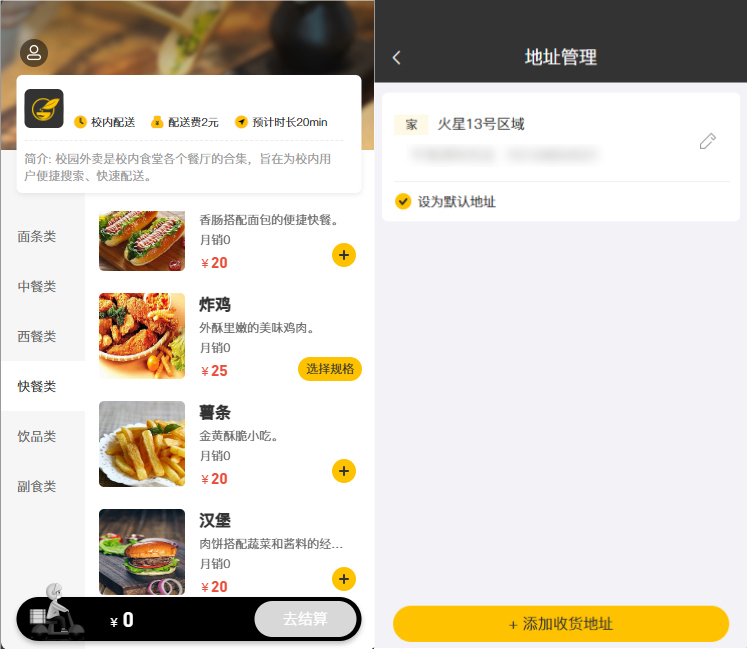 校内配送 配送费2元 预计时长20min
简介: 校园外卖是校内食堂各个餐厅的合集，旨在为校内用
户便捷搜索、快速配送。
面条类
中餐类
西餐类
快餐类
饮品类
副食类
香肠搭配面包的便捷快餐。
月销0
￥20
炸鸡
外酥里嫩的美味鸡肉。
月销0
￥25
选择规格
薯条
金黄酥脆小吃。
月销0
￥20
汉堡
肉饼搭配蔬菜和酱料的经...
月销0
￥20
￥0
去结算
地址管理
家 火星13号区域
设为默认地址
+ 添加收货地址